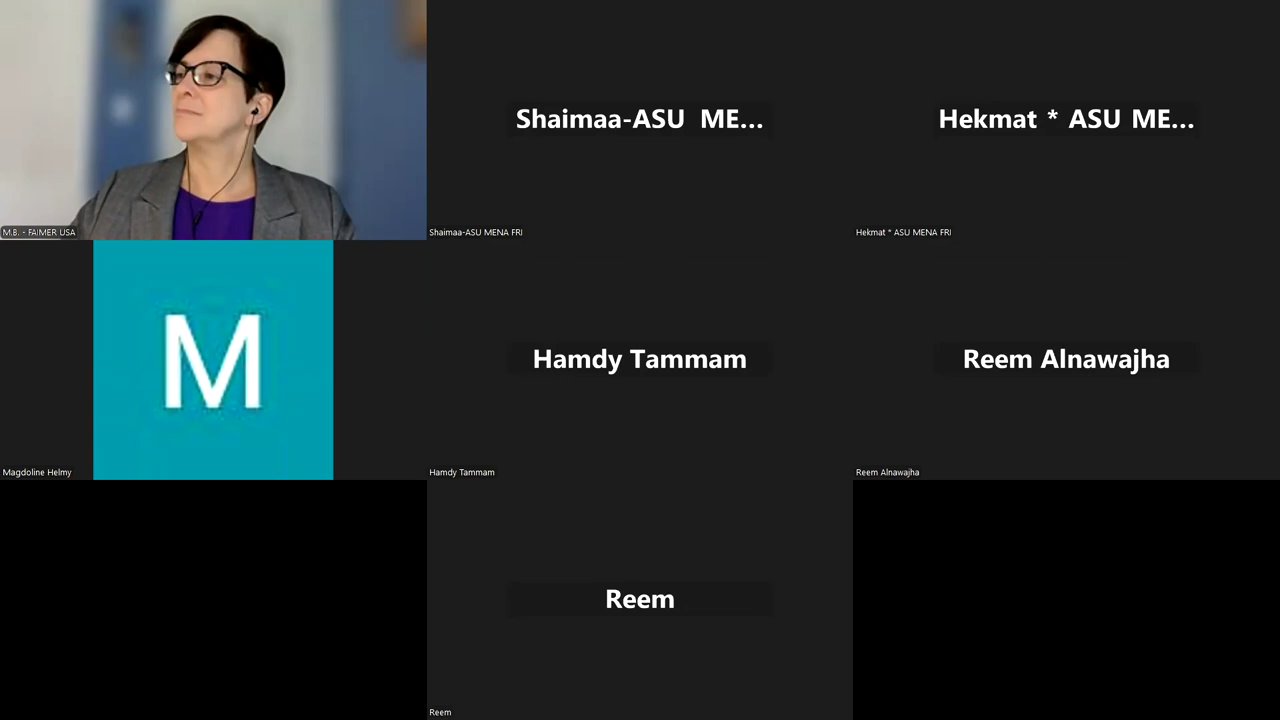 Shaimaa-ASU ME...
Hekmat * ASU ME...
M.B. - FAIMER USA
Shaimaa-ASU MENA FRI
Hekmat * ASU MENA FRI
M
Hamdy Tammam
Reem Alnawajha
Magdoline Helmy
Hamdy Tammam
Reem Alnawajha
Reem
Reem